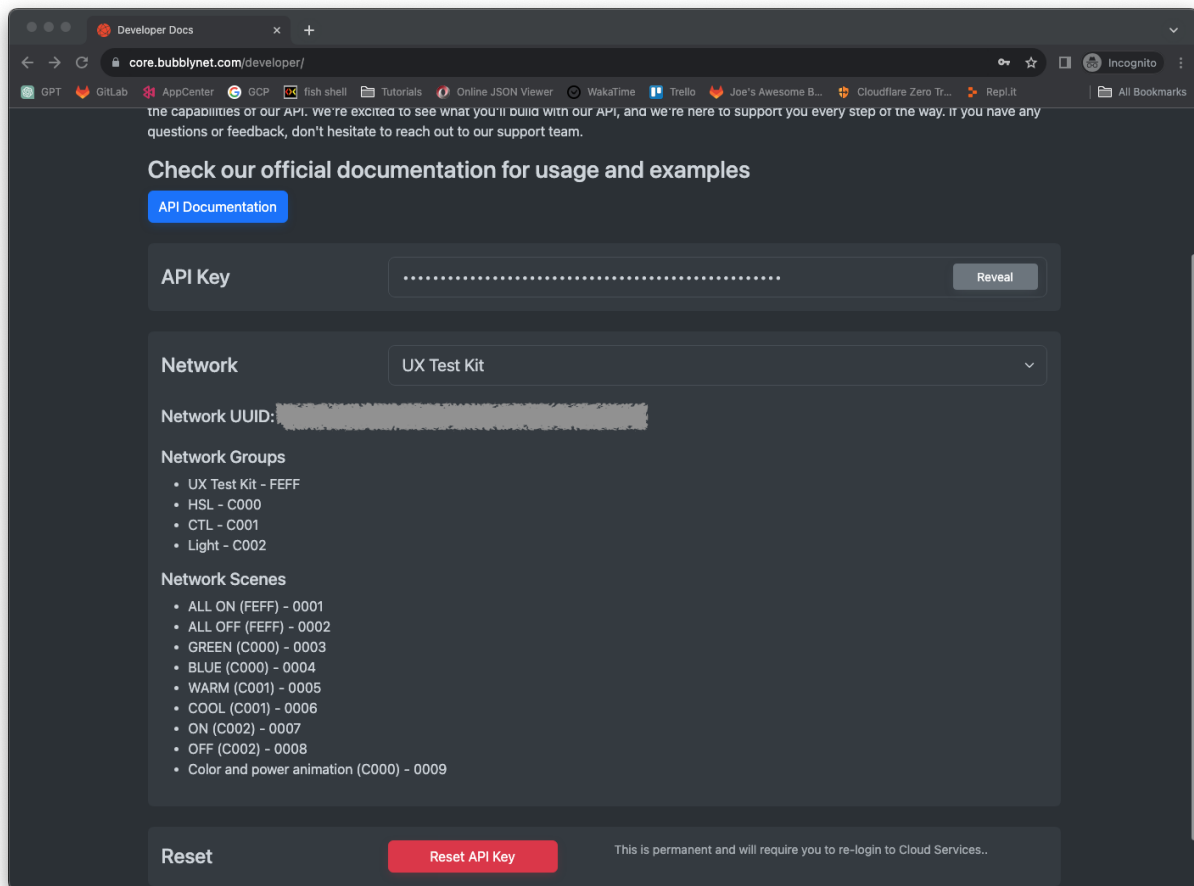 Developer Docs
core.bubblynet.com/developer/
Incognito
GPT GitLab AppCenter GCP fish shell Tutorials Online JSON Viewer WakaTime Trello Joe's Awesome B... Cloudflare Zero Tr... Repl.it All Bookmarks
the capabilities of our API. We're excited to see what you'll build with our API, and we're here to support you every step of the way. If you have any
questions or feedback, don't hesitate to reach out to our support team.
Check our official documentation for usage and examples
API Documentation
API Key
Reveal
Network
UX Test Kit
Network UUID:
Network Groups
• UX Test Kit - FEFF
• HSL - C000
• CTL - C001
• Light - C002
Network Scenes
• ALL ON (FEFF) - 0001
• ALL OFF (FEFF) - 0002
• GREEN (C000) - 0003
• BLUE (C000) - 0004
• WARM (C001) - 0005
• COOL (C001) - 0006
• ON (C002) - 0007
• OFF (C002) - 0008
• Color and power animation (C000) - 0009
Reset
Reset API Key
This is permanent and will require you to re-login to Cloud Services..